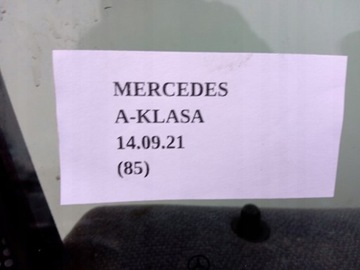 MERCEDES
A-KLASA
14.09.21
(85)